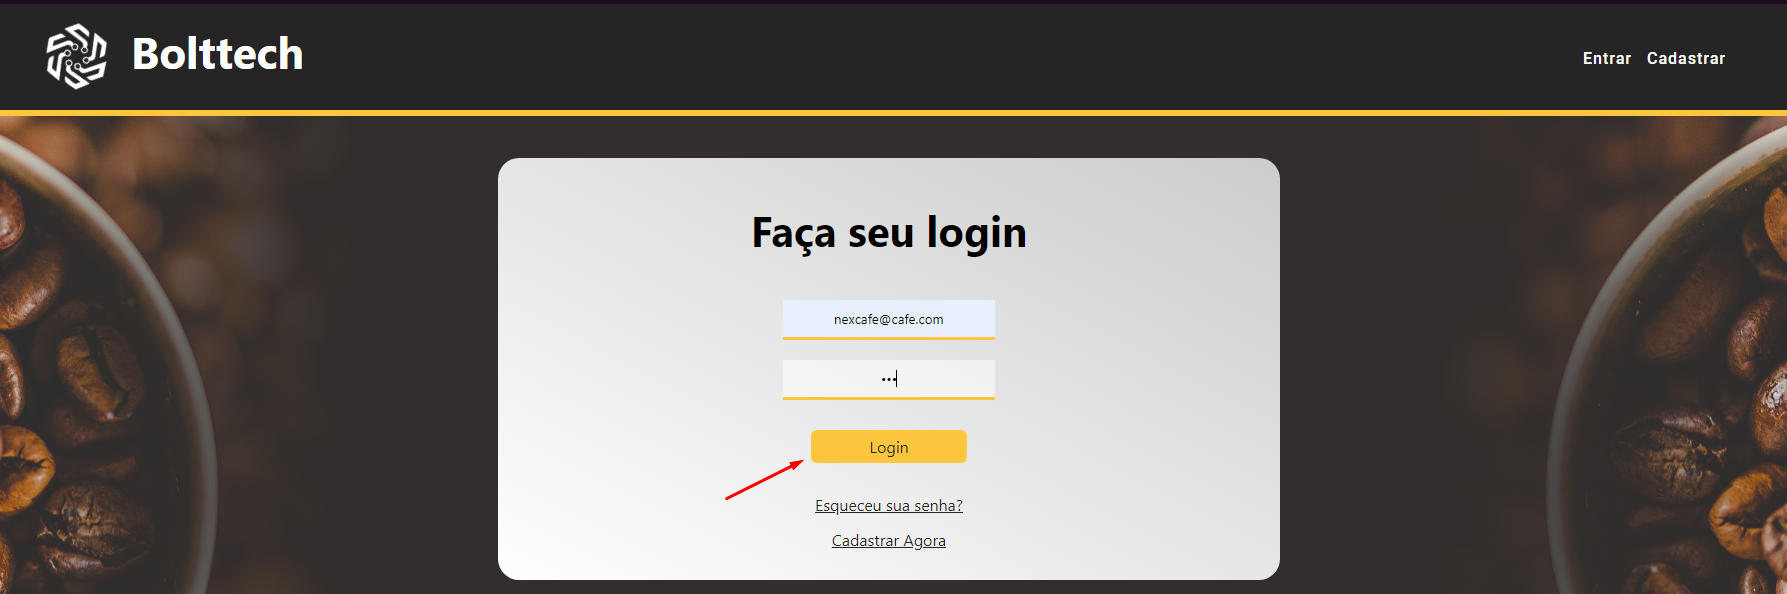 Bolttech
Entrar Cadastrar
Faça seu login
nexcafe@cafe.com
•••
Login
Esqueceu sua senha?
Cadastrar Agora